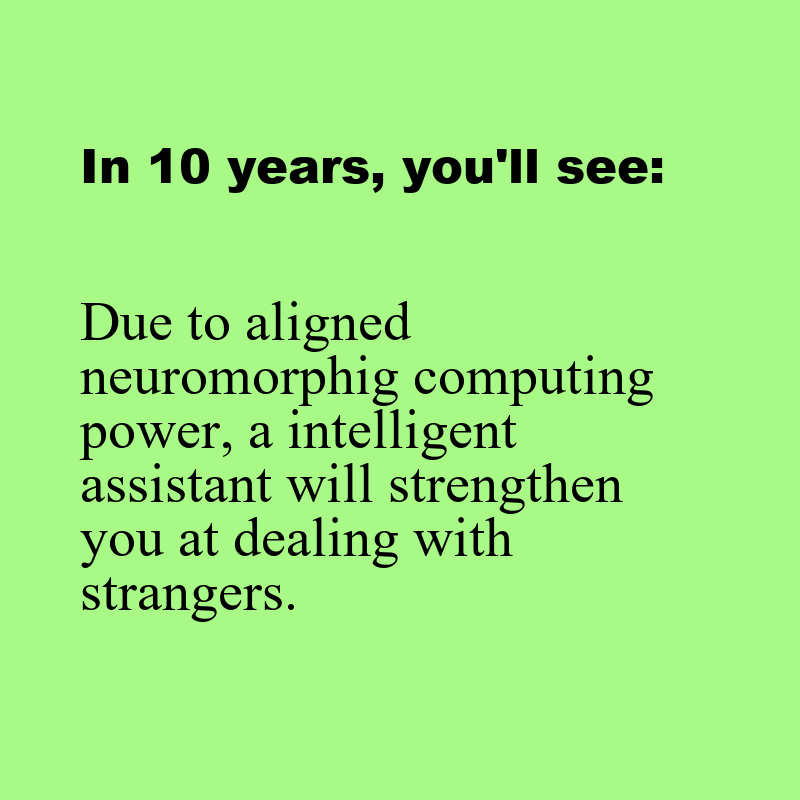 In 10 years, you'll see:
Due to aligned
neuromorphig computing
power, a intelligent
assistant will strengthen
you at dealing with
strangers.